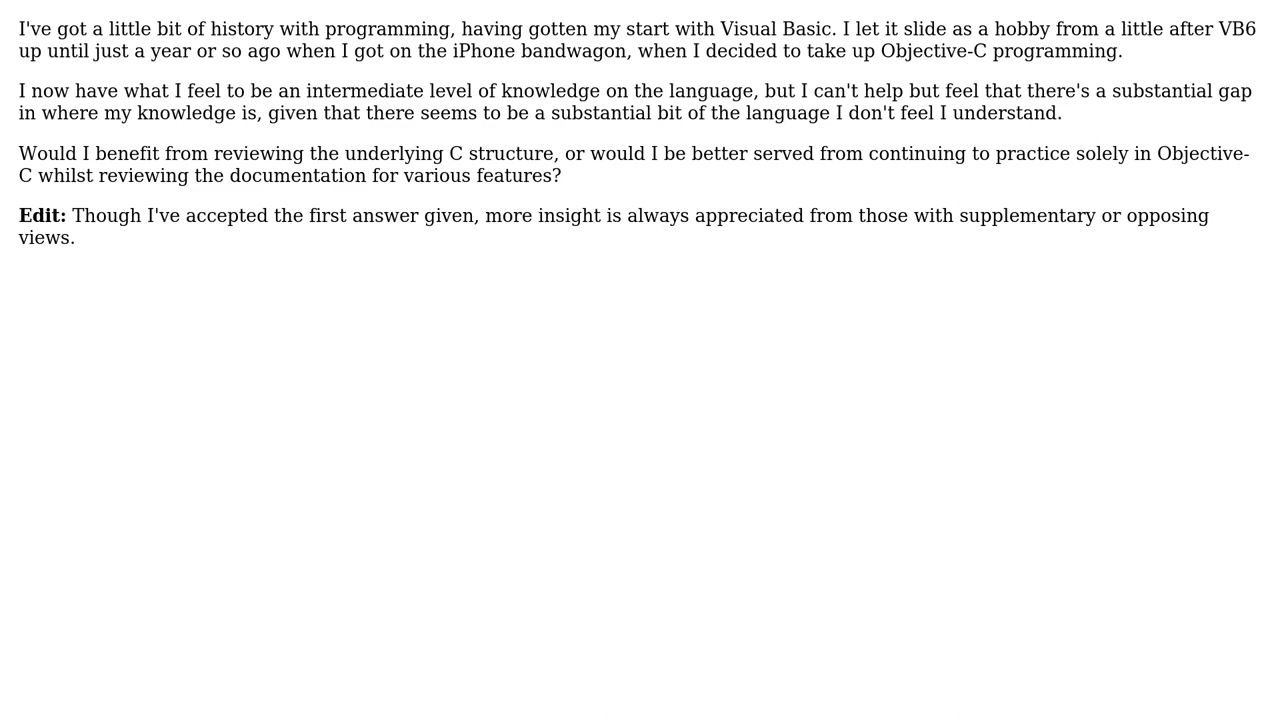 I've got a little bit of history with programming, having gotten my start with Visual Basic. I let it slide as a hobby from a little after VB6
up until just a year or so ago when I got on the iPhone bandwagon, when I decided to take up Objective-C programming.
I now have what I feel to be an intermediate level of knowledge on the language, but I can't help but feel that there's a substantial gap
in where my knowledge is, given that there seems to be a substantial bit of the language I don't feel I understand.
Would I benefit from reviewing the underlying C structure, or would I be better served from continuing to practice solely in Objective-
C whilst reviewing the documentation for various features?
Edit: Though I've accepted the first answer given, more insight is always appreciated from those with supplementary or opposing
views.